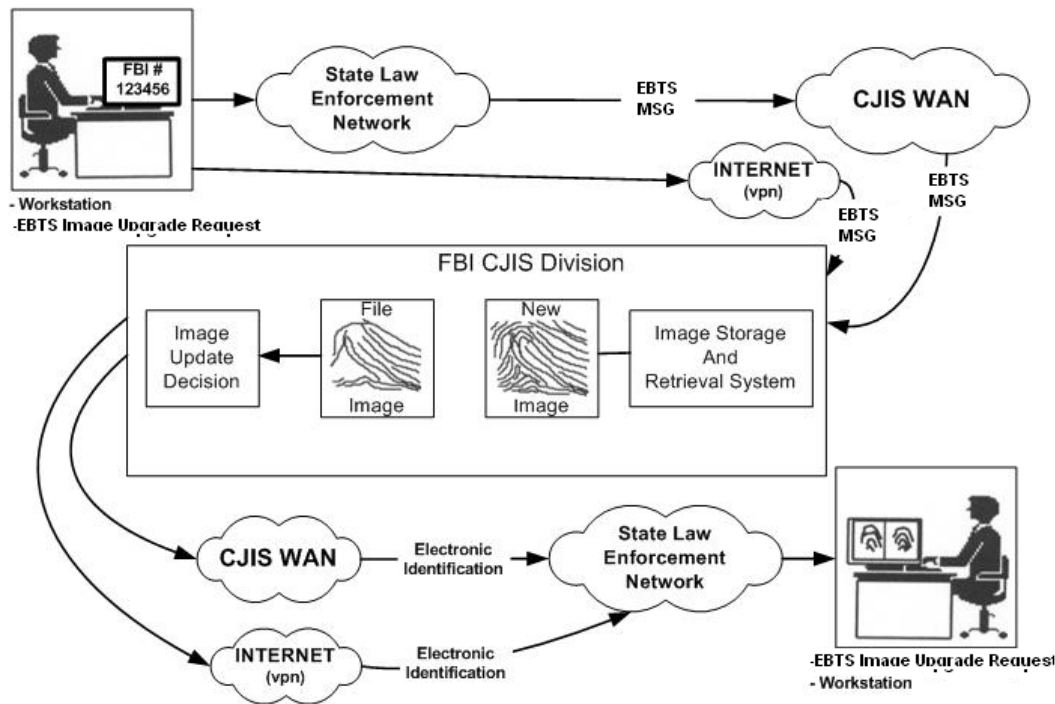 FBI #
123456
- Workstation
-EBTS Image Upgrade Request
State Law
Enforcement
Network
EBTS
MSG
CJIS WAN
INTERNET
(vpn)
EBTS
MSG
EBTS
MSG
FBI CJIS Division
Image
Update
Decision
File
Image
New
Image
Image Storage
And
Retrieval System
CJIS WAN
Electronic
Identification
State Law
Enforcement
Network
INTERNET
(vpn)
Electronic
Identification
-EBTS Image Upgrade Request
- Workstation